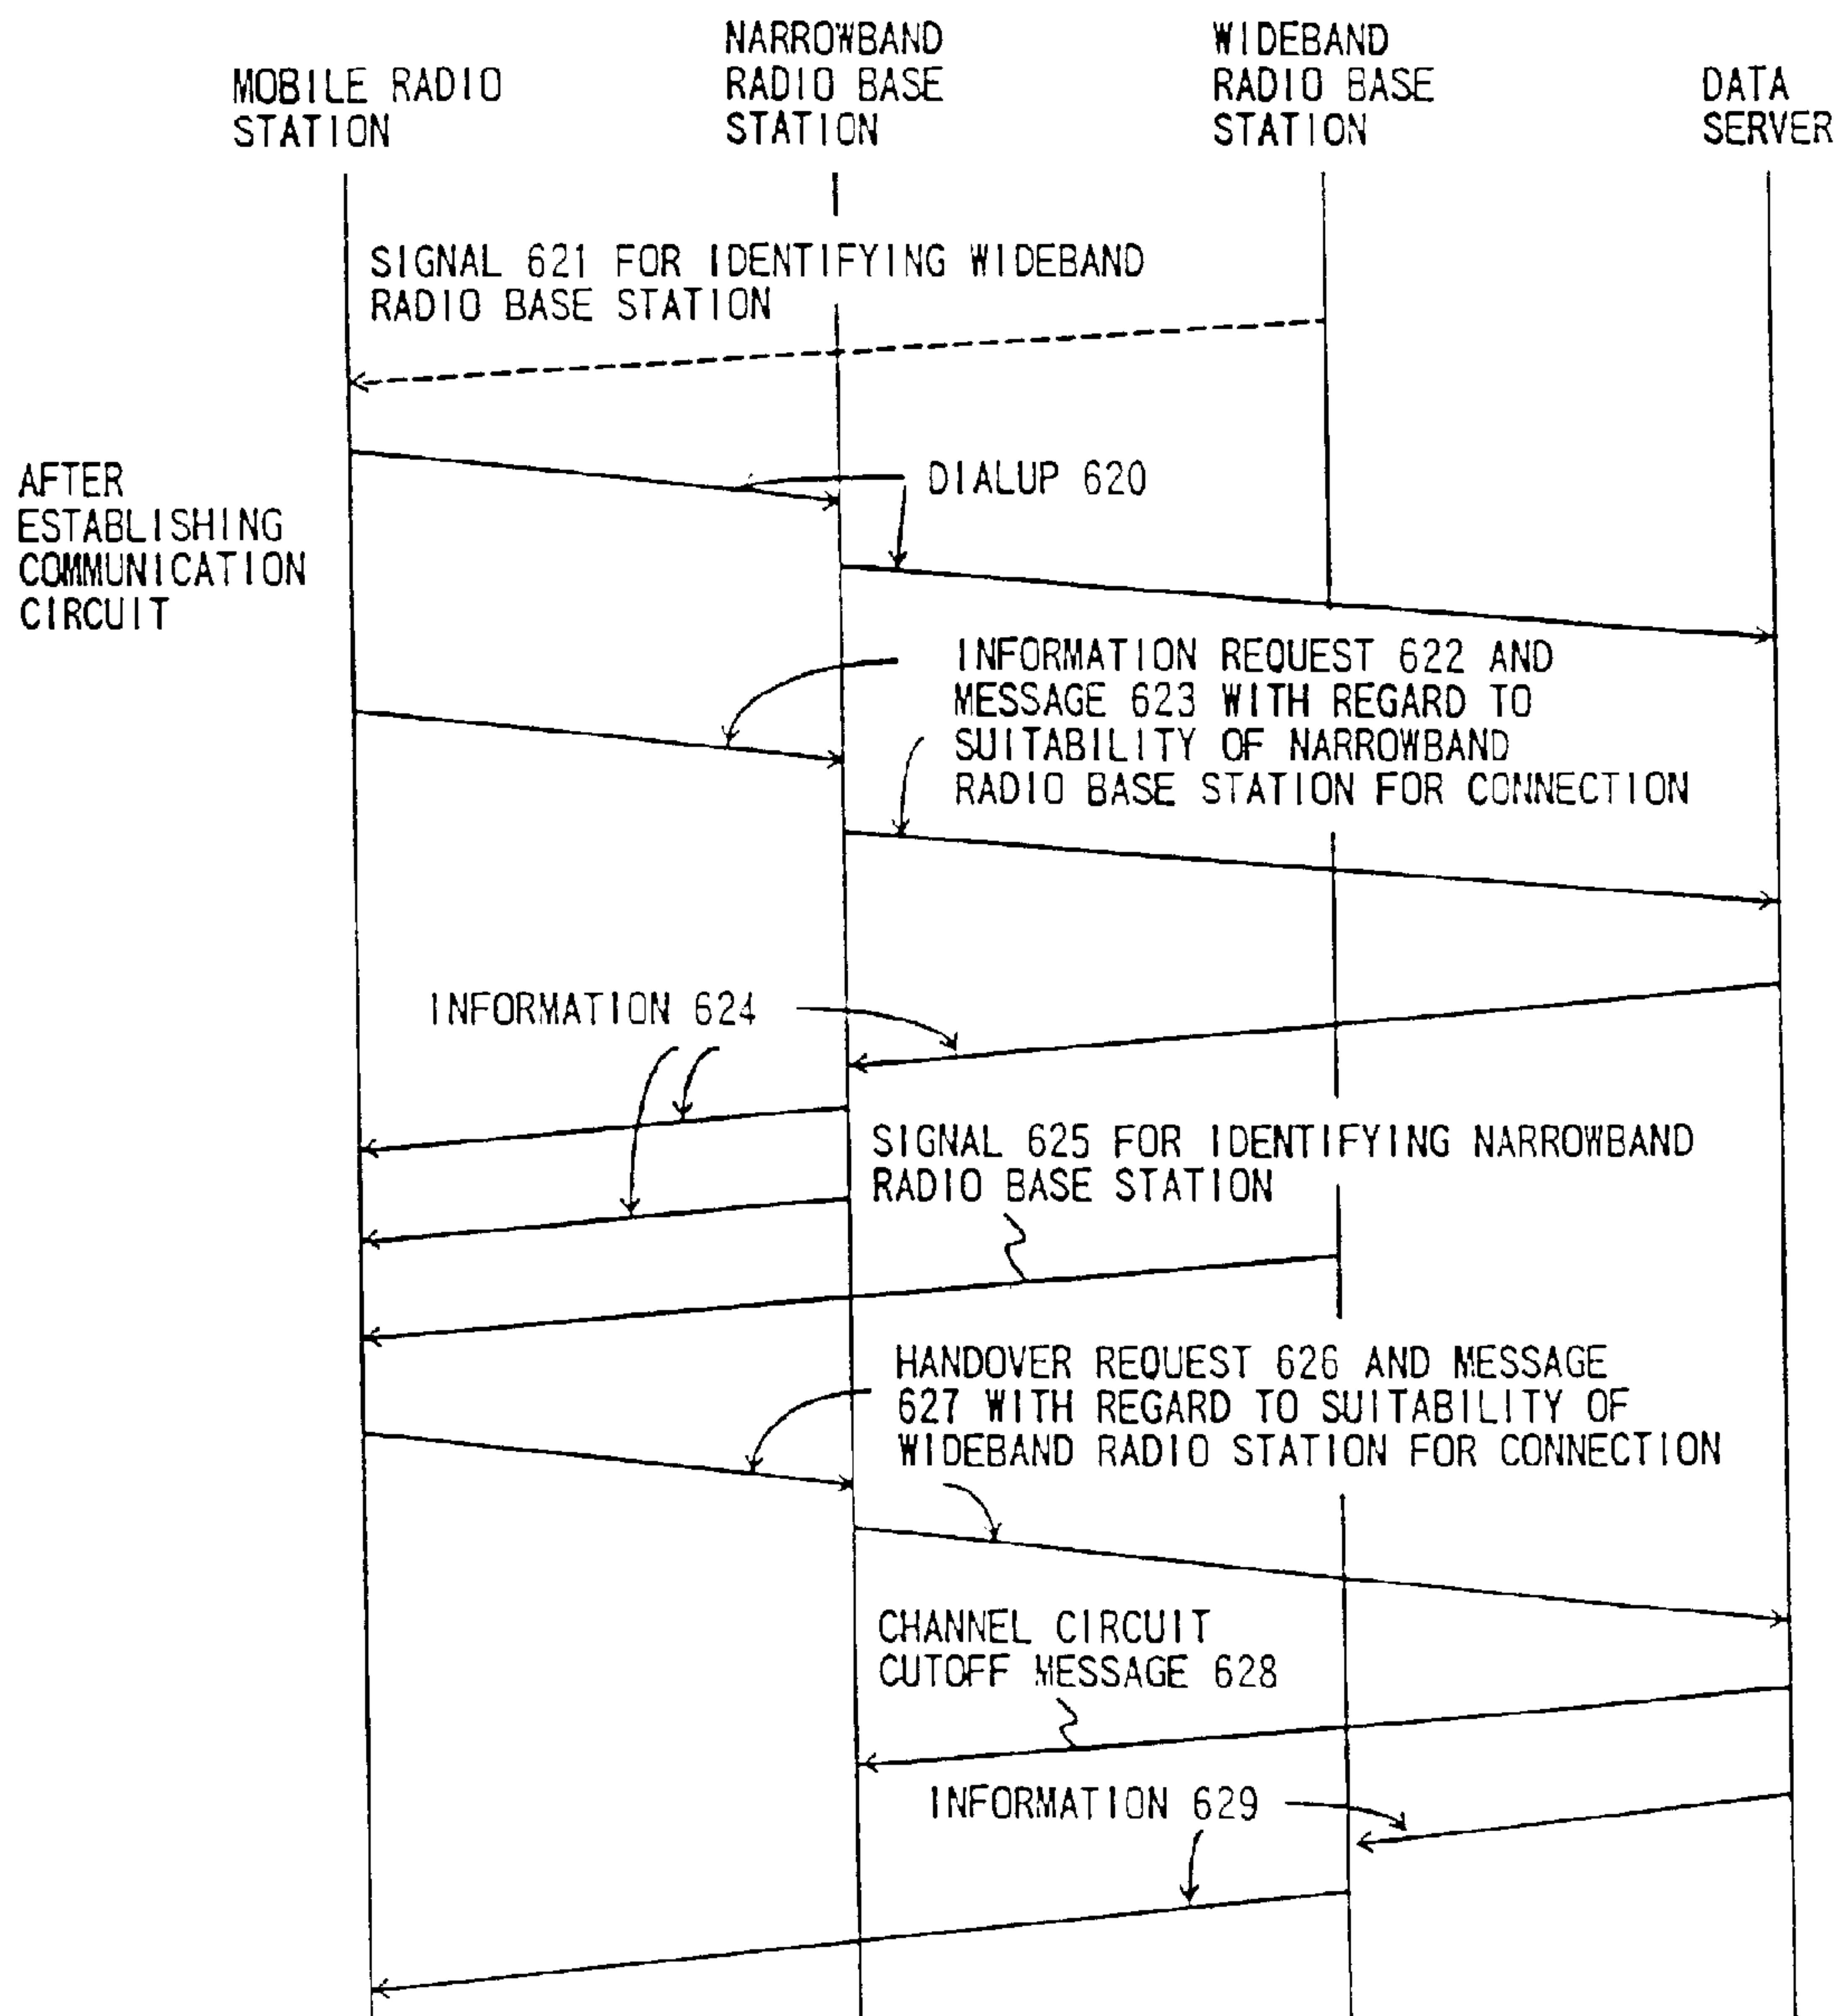 MOBILE RADIO
STATION
NARROWBAND
RADIO BASE
STATION
WIDEBAND
RADIO BASE
STATION
DATA
SERVER
SIGNAL 621 FOR IDENTIFYING WIDEBAND
RADIO BASE STATION
AFTER
ESTABLISHING
COMMUNICATION
CIRCUIT
DIALUP 620
INFORMATION REQUEST 622 AND
MESSAGE 623 WITH REGARD TO
SUITABILITY OF NARROWBAND
RADIO BASE STATION FOR CONNECTION
INFORMATION 624
SIGNAL 625 FOR IDENTIFYING NARROWBAND
RADIO BASE STATION
HANDOVER REQUEST 626 AND MESSAGE
627 WITH REGARD TO SUITABILITY OF
WIDEBAND RADIO STATION FOR CONNECTION
CHANNEL CIRCUIT
CUTOFF MESSAGE 628
INFORMATION 629